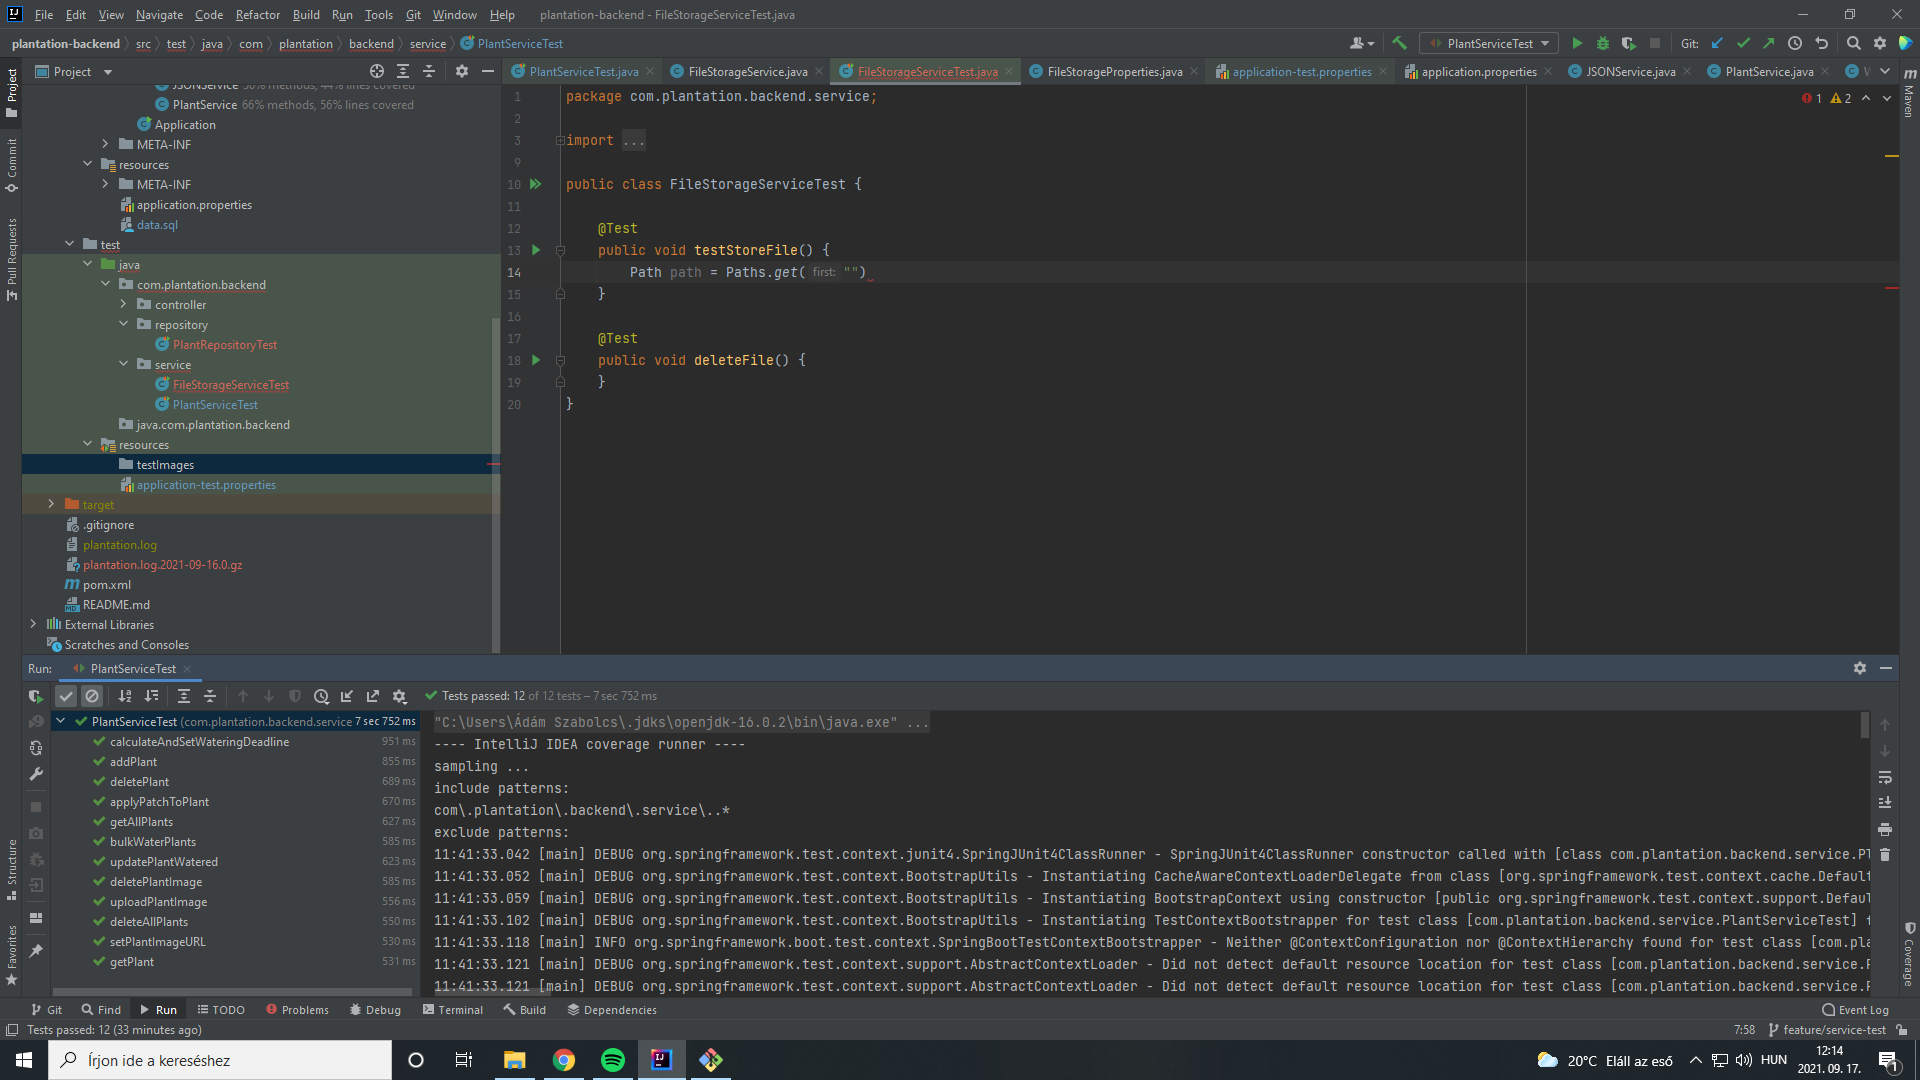 File Edit View Navigate Code Refactor Build Run Tools Git Window Help plantation-backend - FileStorageServiceTest.java
plantation-backend src test java com plantation backend service PlantServiceTest
PlantServiceTest Git:
Project
PlantServiceTest.java FileStorageService.java FileStorageServiceTest.java FileStorageProperties.java application-test.properties application.properties JSONService.java PlantService.java
JSONService 50% methods, 44% lines covered
PlantService 66% methods, 56% lines covered
Application
META-INF
resources
META-INF
application.properties
data.sql
test
java
com.plantation.backend
controller
repository
PlantRepositoryTest
service
FileStorageServiceTest
PlantServiceTest
java.com.plantation.backend
resources
testImages
application-test.properties
target
.gitignore
plantation.log
plantation.log.2021-09-16.0.gz
pom.xml
README.md
External Libraries
Scratches and Consoles
Project
Commit
Pull Requests
Structure
Favorites
1 package com.plantation.backend.service;
2
3 import ...
9
10 public class FileStorageServiceTest {
11
12 @Test
13 public void testStoreFile() {
14 Path path = Paths.get( first: "")
15 }
16
17 @Test
18 public void deleteFile() {
19 }
20 }
1 2
Maven
Coverage
Run: PlantServiceTest
Tests passed: 12 of 12 tests – 7 sec 752 ms
PlantServiceTest (com.plantation.backend.service 7 sec 752 ms
calculateAndSetWateringDeadline 951 ms
addPlant 855 ms
deletePlant 689 ms
applyPatchToPlant 670 ms
getAllPlants 627 ms
bulkWaterPlants 585 ms
updatePlantWatered 623 ms
deletePlantImage 585 ms
uploadPlantImage 556 ms
deleteAllPlants 550 ms
setPlantImageURL 530 ms
getPlant 531 ms
"C:\Users\Ádám Szabolcs\.jdks\openjdk-16.0.2\bin\java.exe" ...
---- IntelliJ IDEA coverage runner ----
sampling ...
include patterns:
com\.plantation\.backend\.service\..*
exclude patterns:
11:41:33.042 [main] DEBUG org.springframework.test.context.junit4.SpringJUnit4ClassRunner - SpringJUnit4ClassRunner constructor called with [class com.plantation.backend.service.Pl
11:41:33.052 [main] DEBUG org.springframework.test.context.BootstrapUtils - Instantiating CacheAwareContextLoaderDelegate from class [org.springframework.test.context.cache.Default
11:41:33.059 [main] DEBUG org.springframework.test.context.BootstrapUtils - Instantiating BootstrapContext using constructor [public org.springframework.test.context.support.Defau
11:41:33.102 [main] DEBUG org.springframework.test.context.BootstrapUtils - Instantiating TestContextBootstrapper for test class [com.plantation.backend.service.PlantServiceTest] f
11:41:33.118 [main] INFO org.springframework.boot.test.context.SpringBootTestContextBootstrapper - Neither @ContextConfiguration nor @ContextHierarchy found for test class [com.pla
11:41:33.121 [main] DEBUG org.springframework.test.context.support.AbstractContextLoader - Did not detect default resource location for test class [com.plantation.backend.service.P
11:41:33.121 [main] DEBUG org.springframework.test.context.support.AbstractContextLoader - Did not detect default resource location for test class [com.plantation.backend.service.P
Git Find Run TODO Problems Debug Terminal Build Dependencies Event Log
Tests passed: 12 (33 minutes ago) 7:58 feature/service-test
Írjon ide a kereséshez
20°C Eláll az eső HUN 12:14
2021. 09. 17. 1